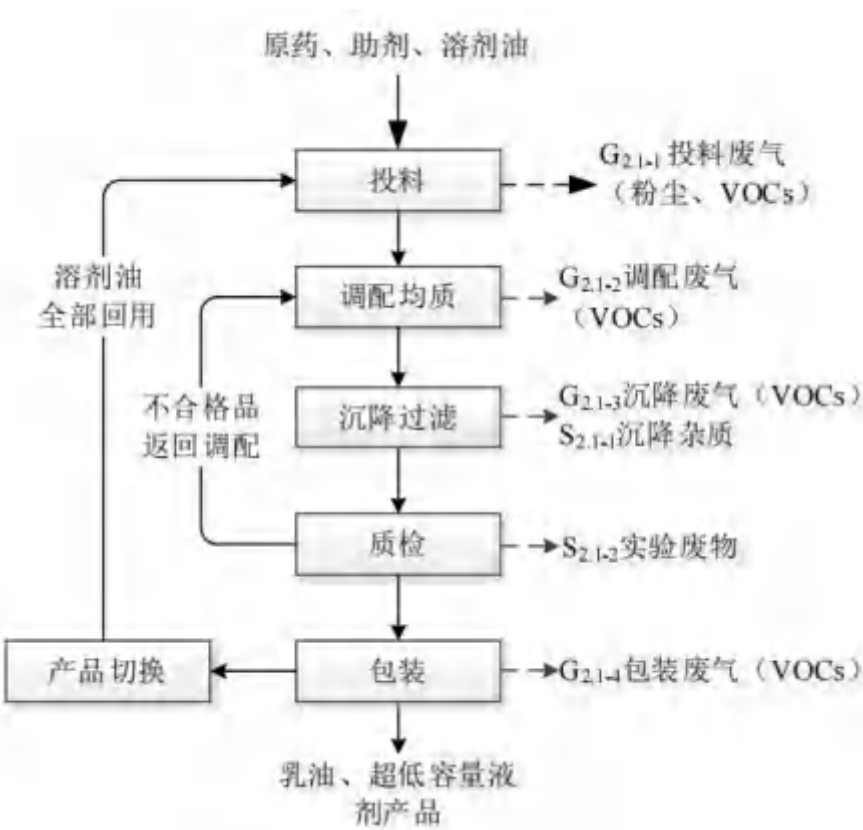 原药、助剂、溶剂油
投料
G2.1-1投料废气
（粉尘、VOCs）
溶剂油
全部回用
调配均质
G2.1-2调配废气
（VOCs）
不合格品
返回调配
沉降过滤
G2.1-3沉降废气（VOCs）
S2.1-1沉降杂质
质检
S2.1-2实验废物
产品切换
包装
G2.1-4包装废气（VOCs）
乳油、超低容量液
剂产品